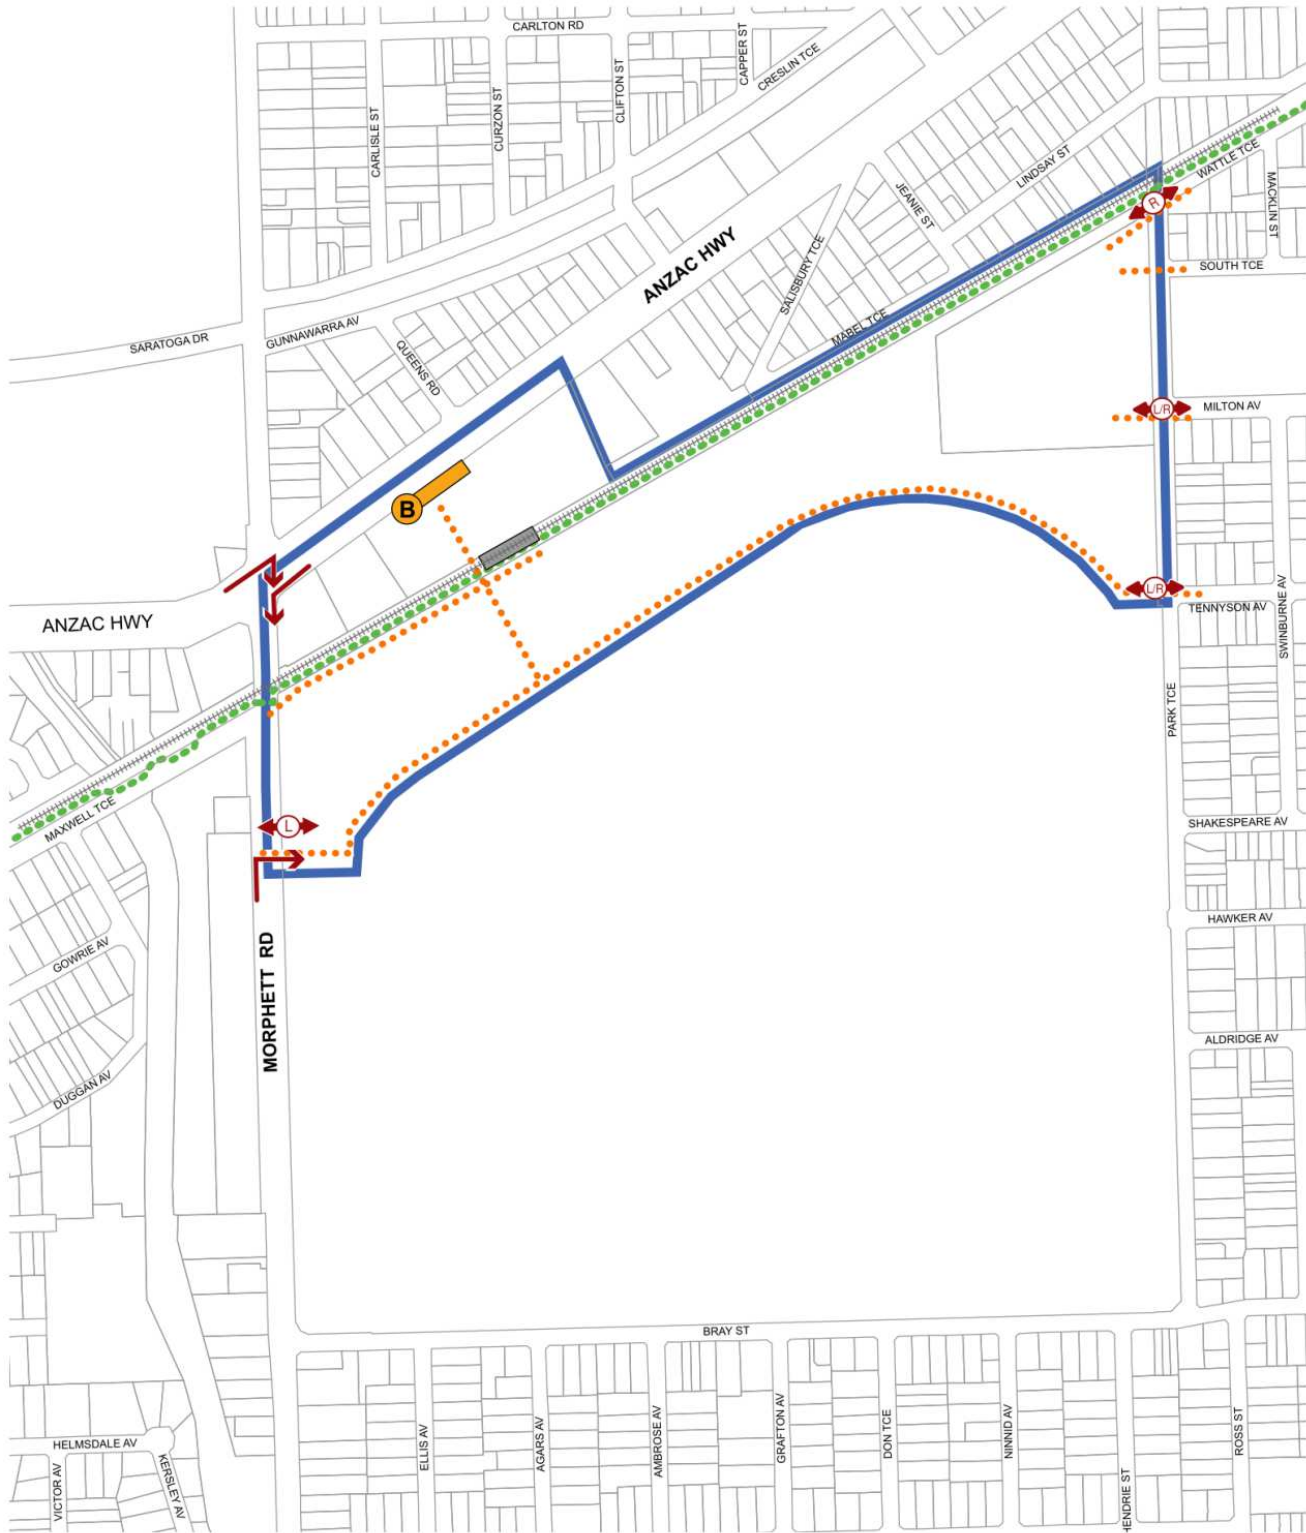 CARLTON RD
CAPPER ST
CRESLIN TCE
CLIFTON ST
CURZON ST
CARLISLE ST
LINDSAY ST
WATTLE TCE
MACKLIN ST
JEANIE ST
R
ANZAC HWY
SALISBURY TCE
SOUTH TCE
SARATOGA DR
GUNNAWARRA AV
MABEL TCE
QUEENS RD
L/R
MILTON AV
B
L/R
TENNYSON AV
SWINBURNE AV
ANZAC HWY
PARK TCE
MAXWELL TCE
L
SHAKESPEARE AV
HAWKER AV
GOWRIE AV
MORPHETT RD
ALDRIDGE AV
DUGGAN AV
BRAY ST
HELMSDALE AV
VICTOR AV
KERSLEY AV
ELLIS AV
AGARS AV
AMBROSE AV
GRAFTON AV
DON TCE
NINNID AV
HENDRIE ST
ROSS ST